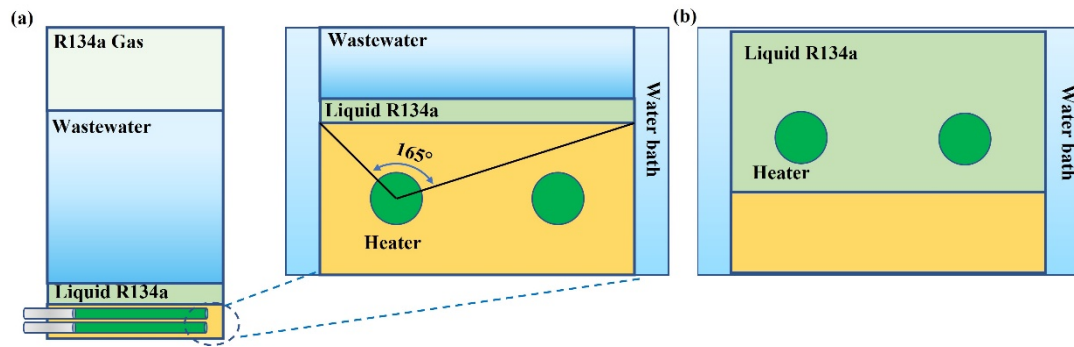 (a)
R134a Gas
Wastewater
Liquid R134a
Wastewater
Liquid R134a
165°
Heater
Water bath
(b)
Liquid R134a
Heater
Water bath